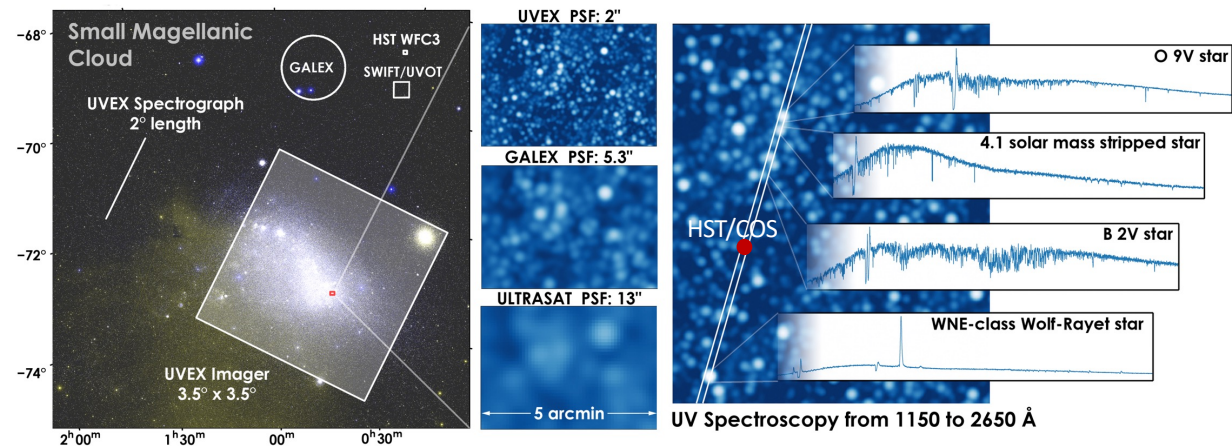 Small Magellanic
Cloud
GALEX
HST WFC3
SWIFT/UVOT
UVEX Spectrograph
2° length
UVEX Imager
3.5° x 3.5°
−68°
−70°
−72°
−74°
2ʰ00ᵐ
1ʰ30ᵐ
00ᵐ
0ʰ30ᵐ
UVEX PSF: 2"
GALEX PSF: 5.3"
ULTRASAT PSF: 13"
5 arcmin
HST/COS
O 9V star
4.1 solar mass stripped star
B 2V star
WNE-class Wolf-Rayet star
UV Spectroscopy from 1150 to 2650 Å